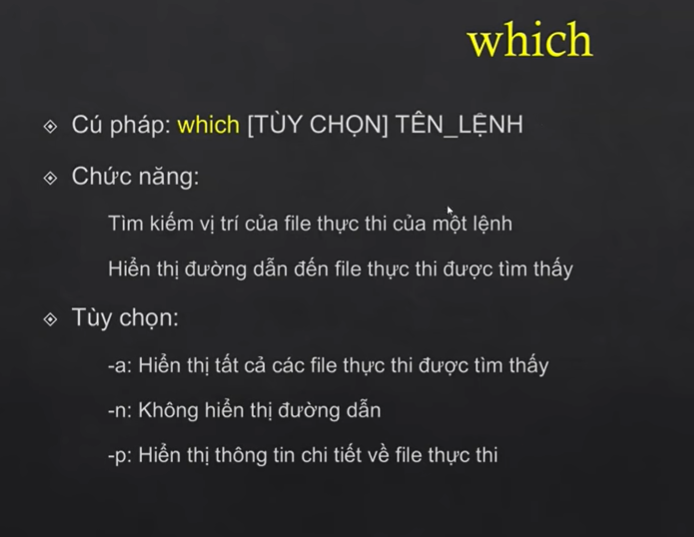 which
Cú pháp: which [TÙY CHỌN] TÊN_LỆNH
Chức năng:
Tìm kiếm vị trí của file thực thi của một lệnh
Hiển thị đường dẫn đến file thực thi được tìm thấy
Tùy chọn:
-a: Hiển thị tất cả các file thực thi được tìm thấy
-n: Không hiển thị đường dẫn
-p: Hiển thị thông tin chi tiết về file thực thi